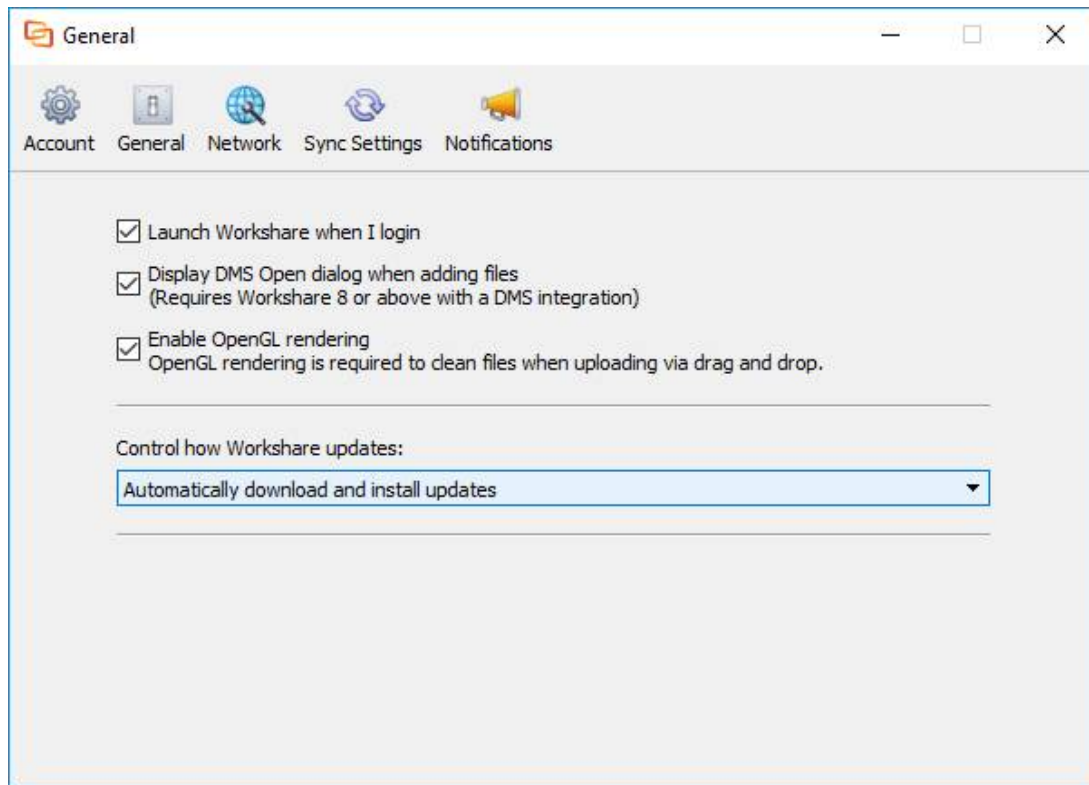 General
Account General Network Sync Settings Notifications
Launch Workshare when I login
Display DMS Open dialog when adding files
(Requires Workshare 8 or above with a DMS integration)
Enable OpenGL rendering
OpenGL rendering is required to clean files when uploading via drag and drop.
Control how Workshare updates:
Automatically download and install updates